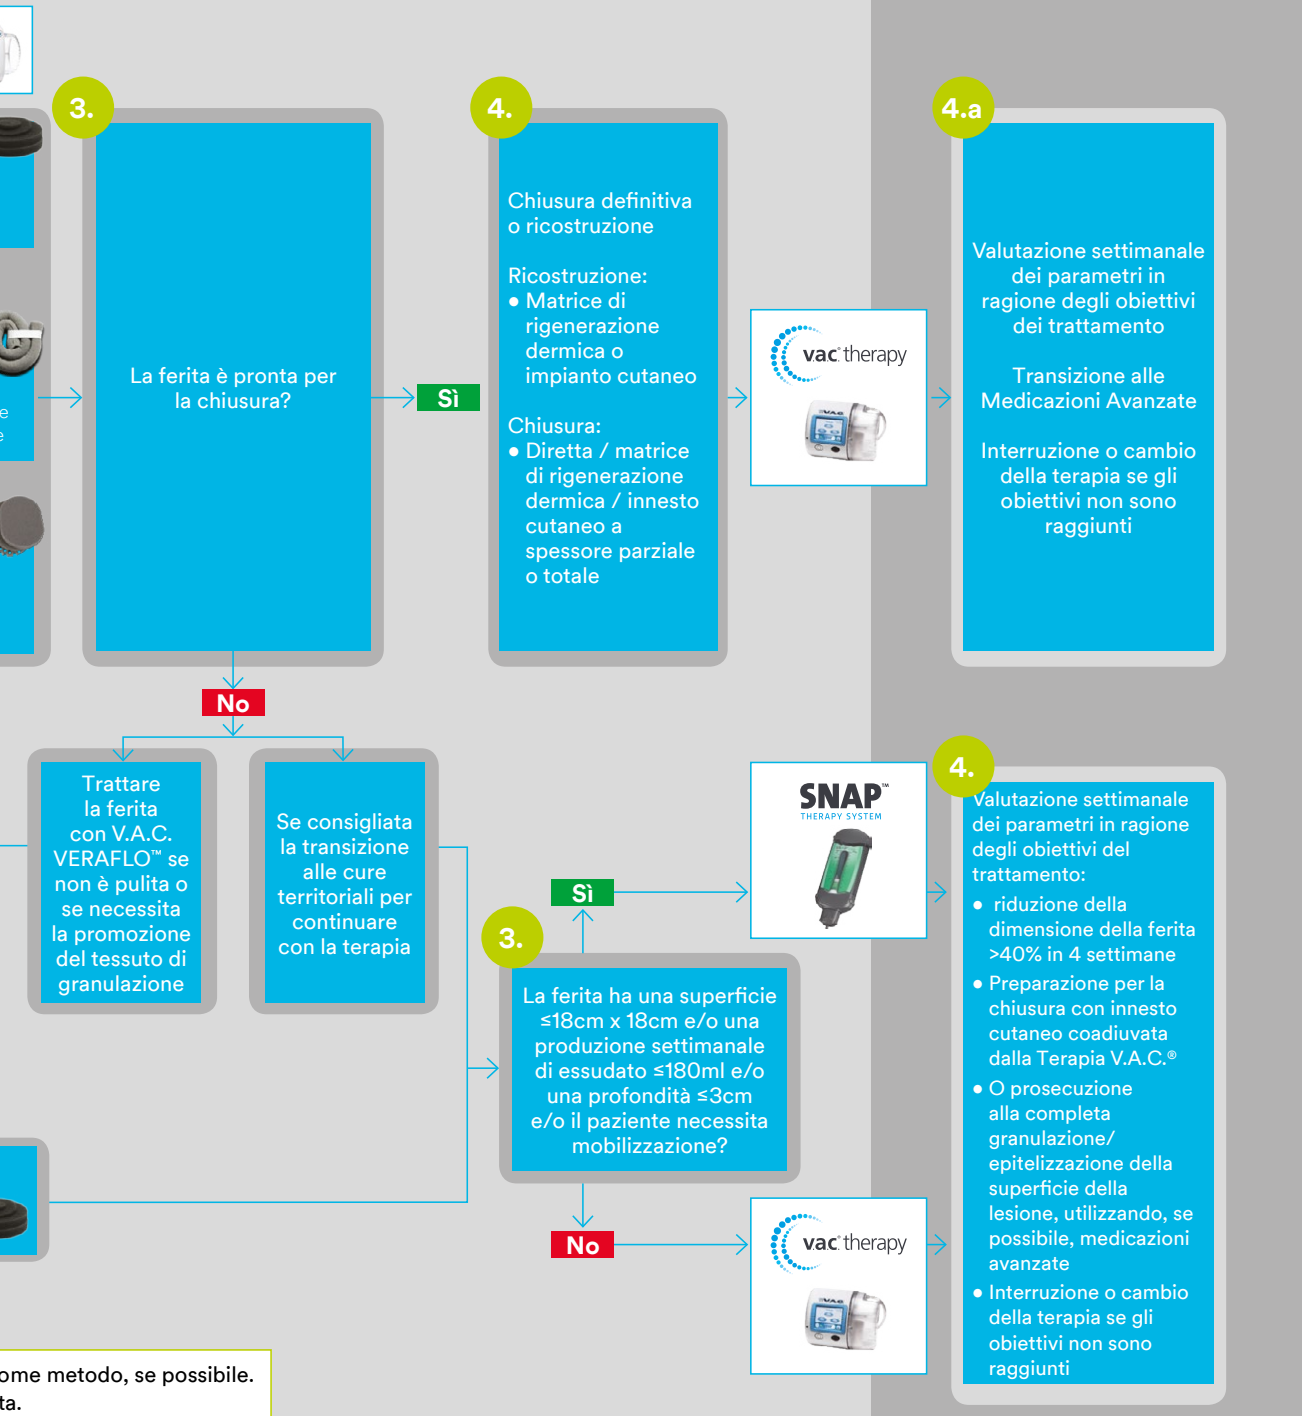 3.
La ferita è pronta per
la chiusura?
Sì
4.
Chiusura definitiva
o ricostruzione
Ricostruzione:
● Matrice di
rigenerazione
dermica o
impianto cutaneo
Chiusura:
● Diretta / matrice
di rigenerazione
dermica / innesto
cutaneo a
spessore parziale
o totale
v.a.c.® therapy
V.A.C.
4.a
Valutazione settimanale
dei parametri in
ragione degli obiettivi
dei trattamento
Transizione alle
Medicazioni Avanzate
Interruzione o cambio
della terapia se gli
obiettivi non sono
raggiunti
e
e
No
Trattare
la ferita
con V.A.C.
VERAFLO™ se
non è pulita o
se necessita
la promozione
del tessuto di
granulazione
Se consigliata
la transizione
alle cure
territoriali per
continuare
con la terapia
3.
La ferita ha una superficie
≤18cm x 18cm e/o una
produzione settimanale
di essudato ≤180ml e/o
una profondità ≤3cm
e/o il paziente necessita
mobilizzazione?
Sì
SNAP™
THERAPY SYSTEM
No
v.a.c.® therapy
V.A.C.
4.
Valutazione settimanale
dei parametri in ragione
degli obiettivi del
trattamento:
● riduzione della
dimensione della ferita
>40% in 4 settimane
● Preparazione per la
chiusura con innesto
cutaneo coadiuvata
dalla Terapia V.A.C.®
● O prosecuzione
alla completa
granulazione/
epitelizzazione della
superficie della
lesione, utilizzando, se
possibile, medicazioni
avanzate
● Interruzione o cambio
della terapia se gli
obiettivi non sono
raggiunti
ome metodo, se possibile.
ta.